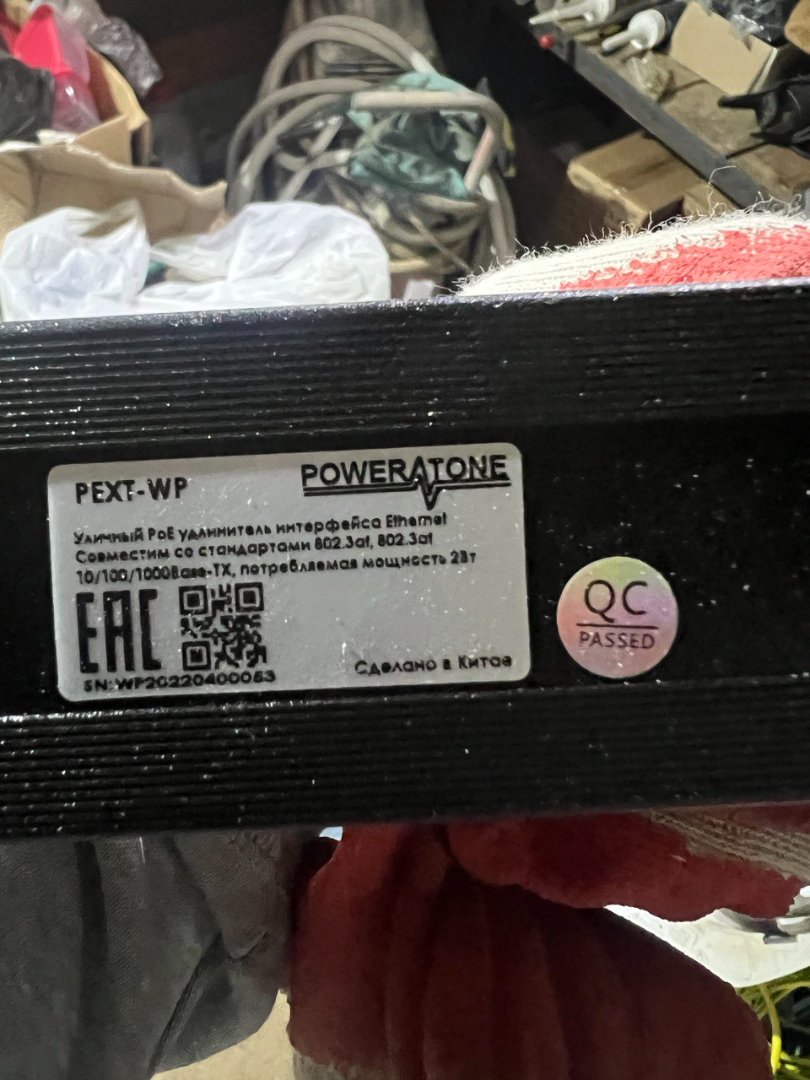 PEXT-WP
POWERATONE
Уличный PoE удлинитель интерфейса Ethernet
Совместим со стандартами 802.3af, 802.3at
10/100/1000Base-TX, потребляемая мощность 2Вт
EAC
SN:WP20220400053
Сделано в Китае
QC
PASSED